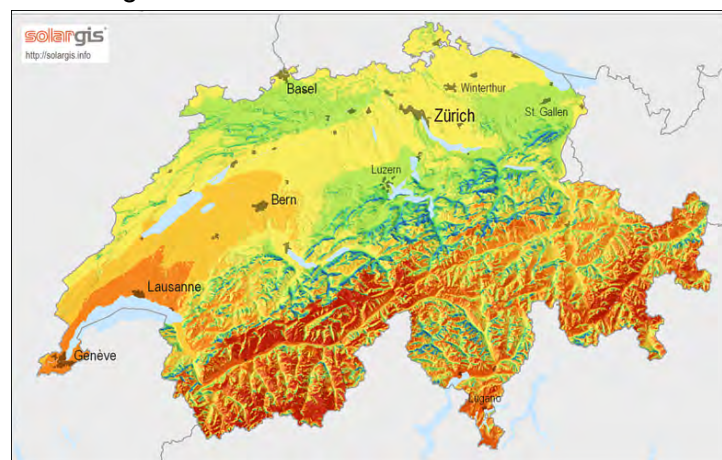 solargis
http://solargis.info
Basel
Winterthur
Zürich
St. Gallen
Luzern
Bern
Lausanne
Genève
Lugano